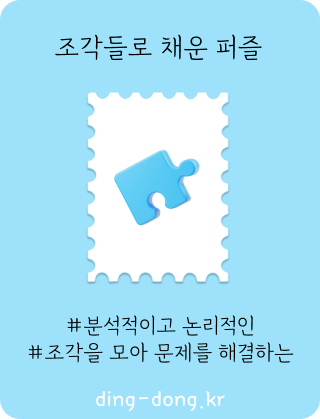 조각들로 채운 퍼즐
#분석적이고 논리적인
#조각을 모아 문제를 해결하는
ding-dong.kr